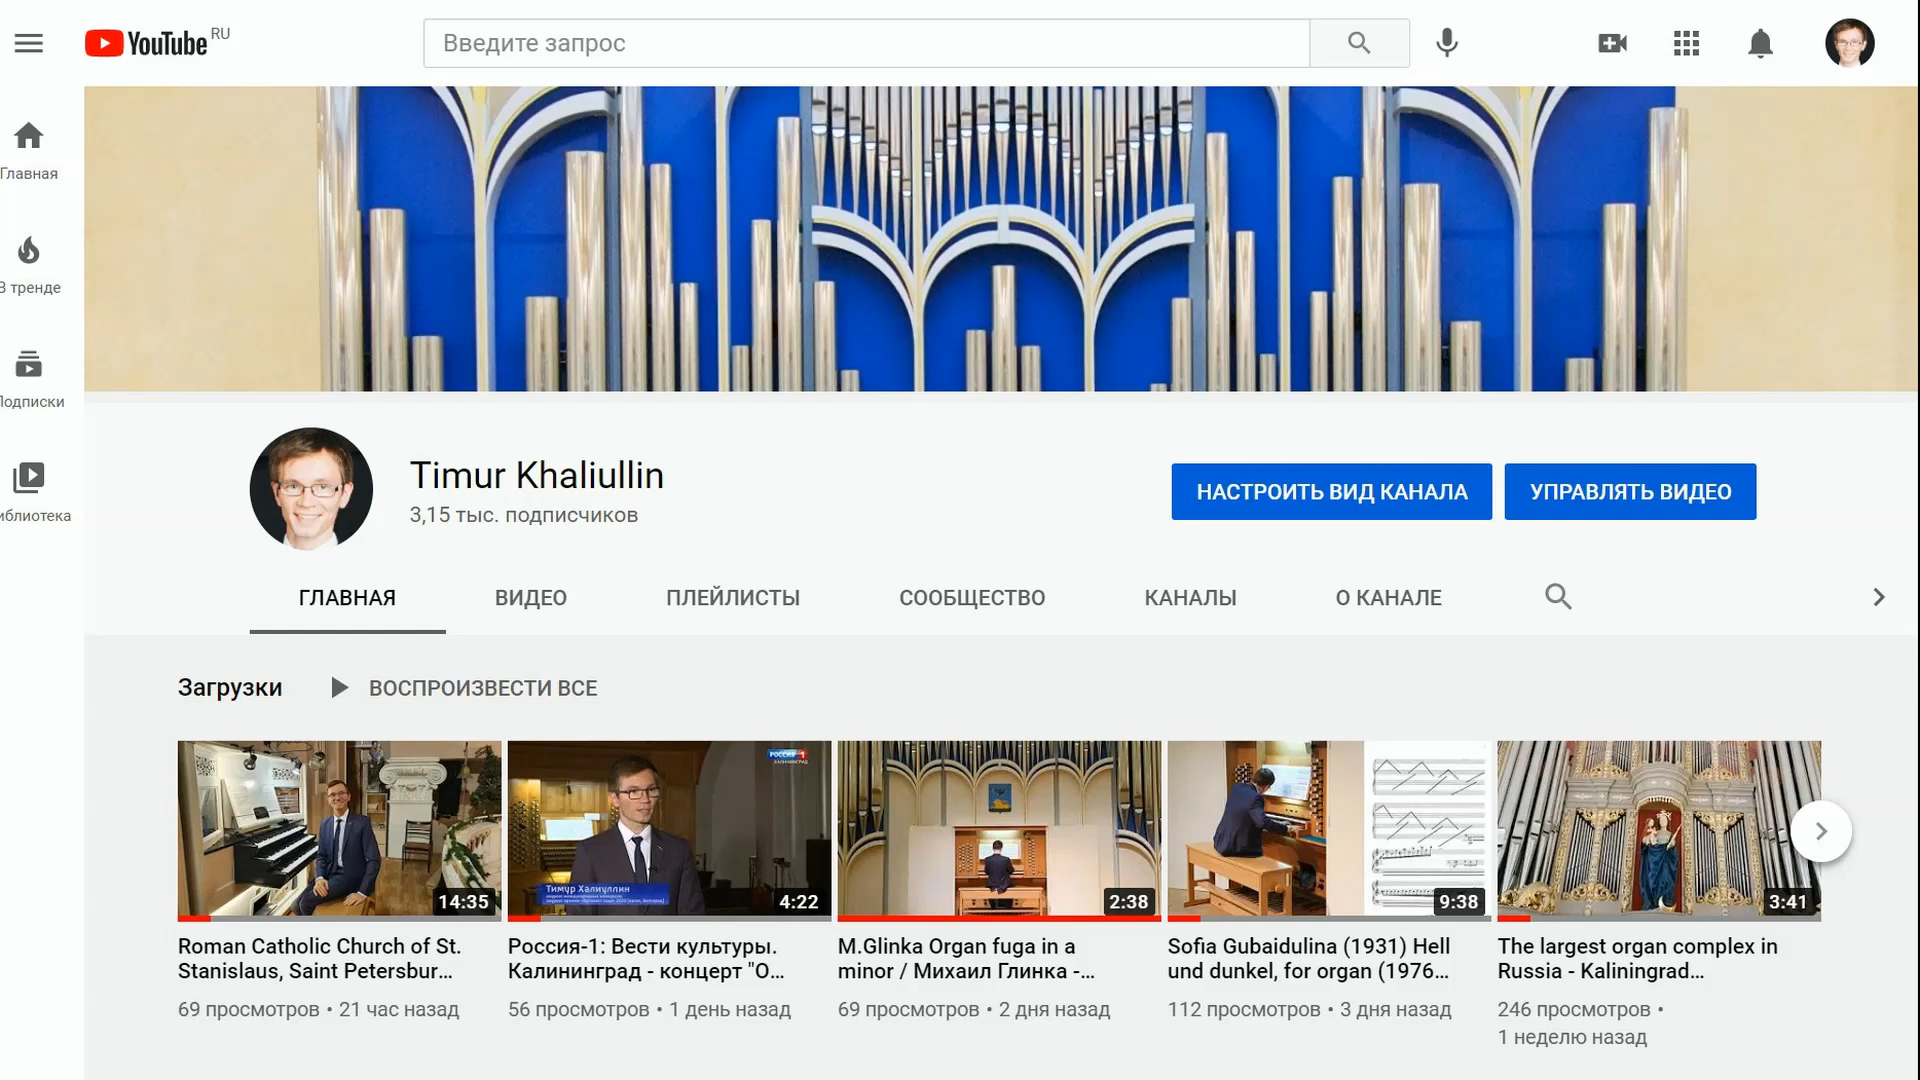 YouTube RU
Введите запрос
Главная
В тренде
Подписки
иблиотека
Timur Khaliullin
3,15 тыс. подписчиков
НАСТРОИТЬ ВИД КАНАЛА
УПРАВЛЯТЬ ВИДЕО
ГЛАВНАЯ
ВИДЕО
ПЛЕЙЛИСТЫ
СООБЩЕСТВО
КАНАЛЫ
О КАНАЛЕ
Загрузки
ВОСПРОИЗВЕСТИ ВСЕ
14:35
Roman Catholic Church of St.
Stanislaus, Saint Petersbur...
69 просмотров • 21 час назад
РОССИЯ 1
КАЛИНИНГРАД
Тимур Халиуллин
4:22
Россия-1: Вести культуры.
Калининград - концерт "О...
56 просмотров • 1 день назад
2:38
M.Glinka Organ fuga in a
minor / Михаил Глинка -...
69 просмотров • 2 дня назад
9:38
Sofia Gubaidulina (1931) Hell
und dunkel, for organ (1976...
112 просмотров • 3 дня назад
3:41
The largest organ complex in
Russia - Kaliningrad...
246 просмотров •
1 неделю назад